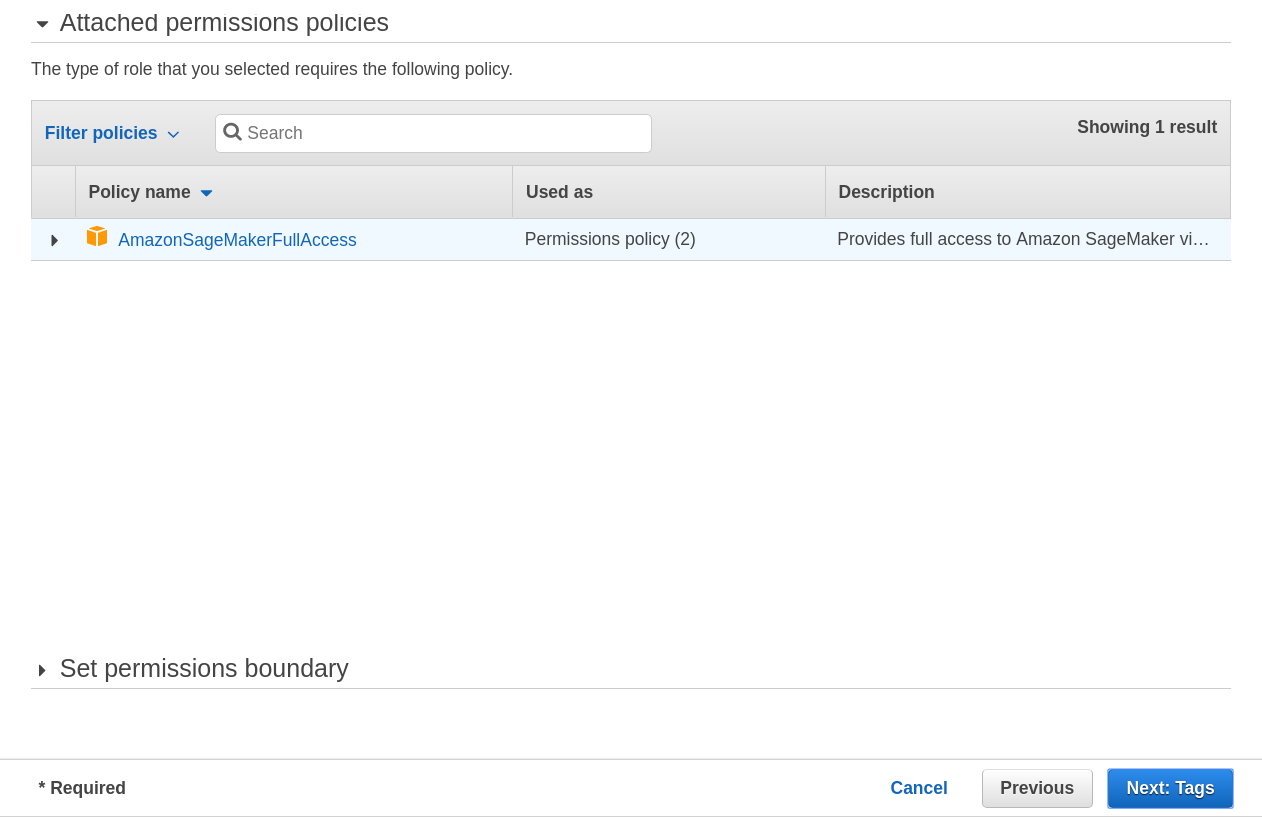 Attached permissions policies
The type of role that you selected requires the following policy.
Filter policies
Search
Showing 1 result
Policy name
Used as
Description
AmazonSageMakerFullAccess
Permissions policy (2)
Provides full access to Amazon SageMaker vi…
Set permissions boundary
* Required
Cancel
Previous
Next: Tags